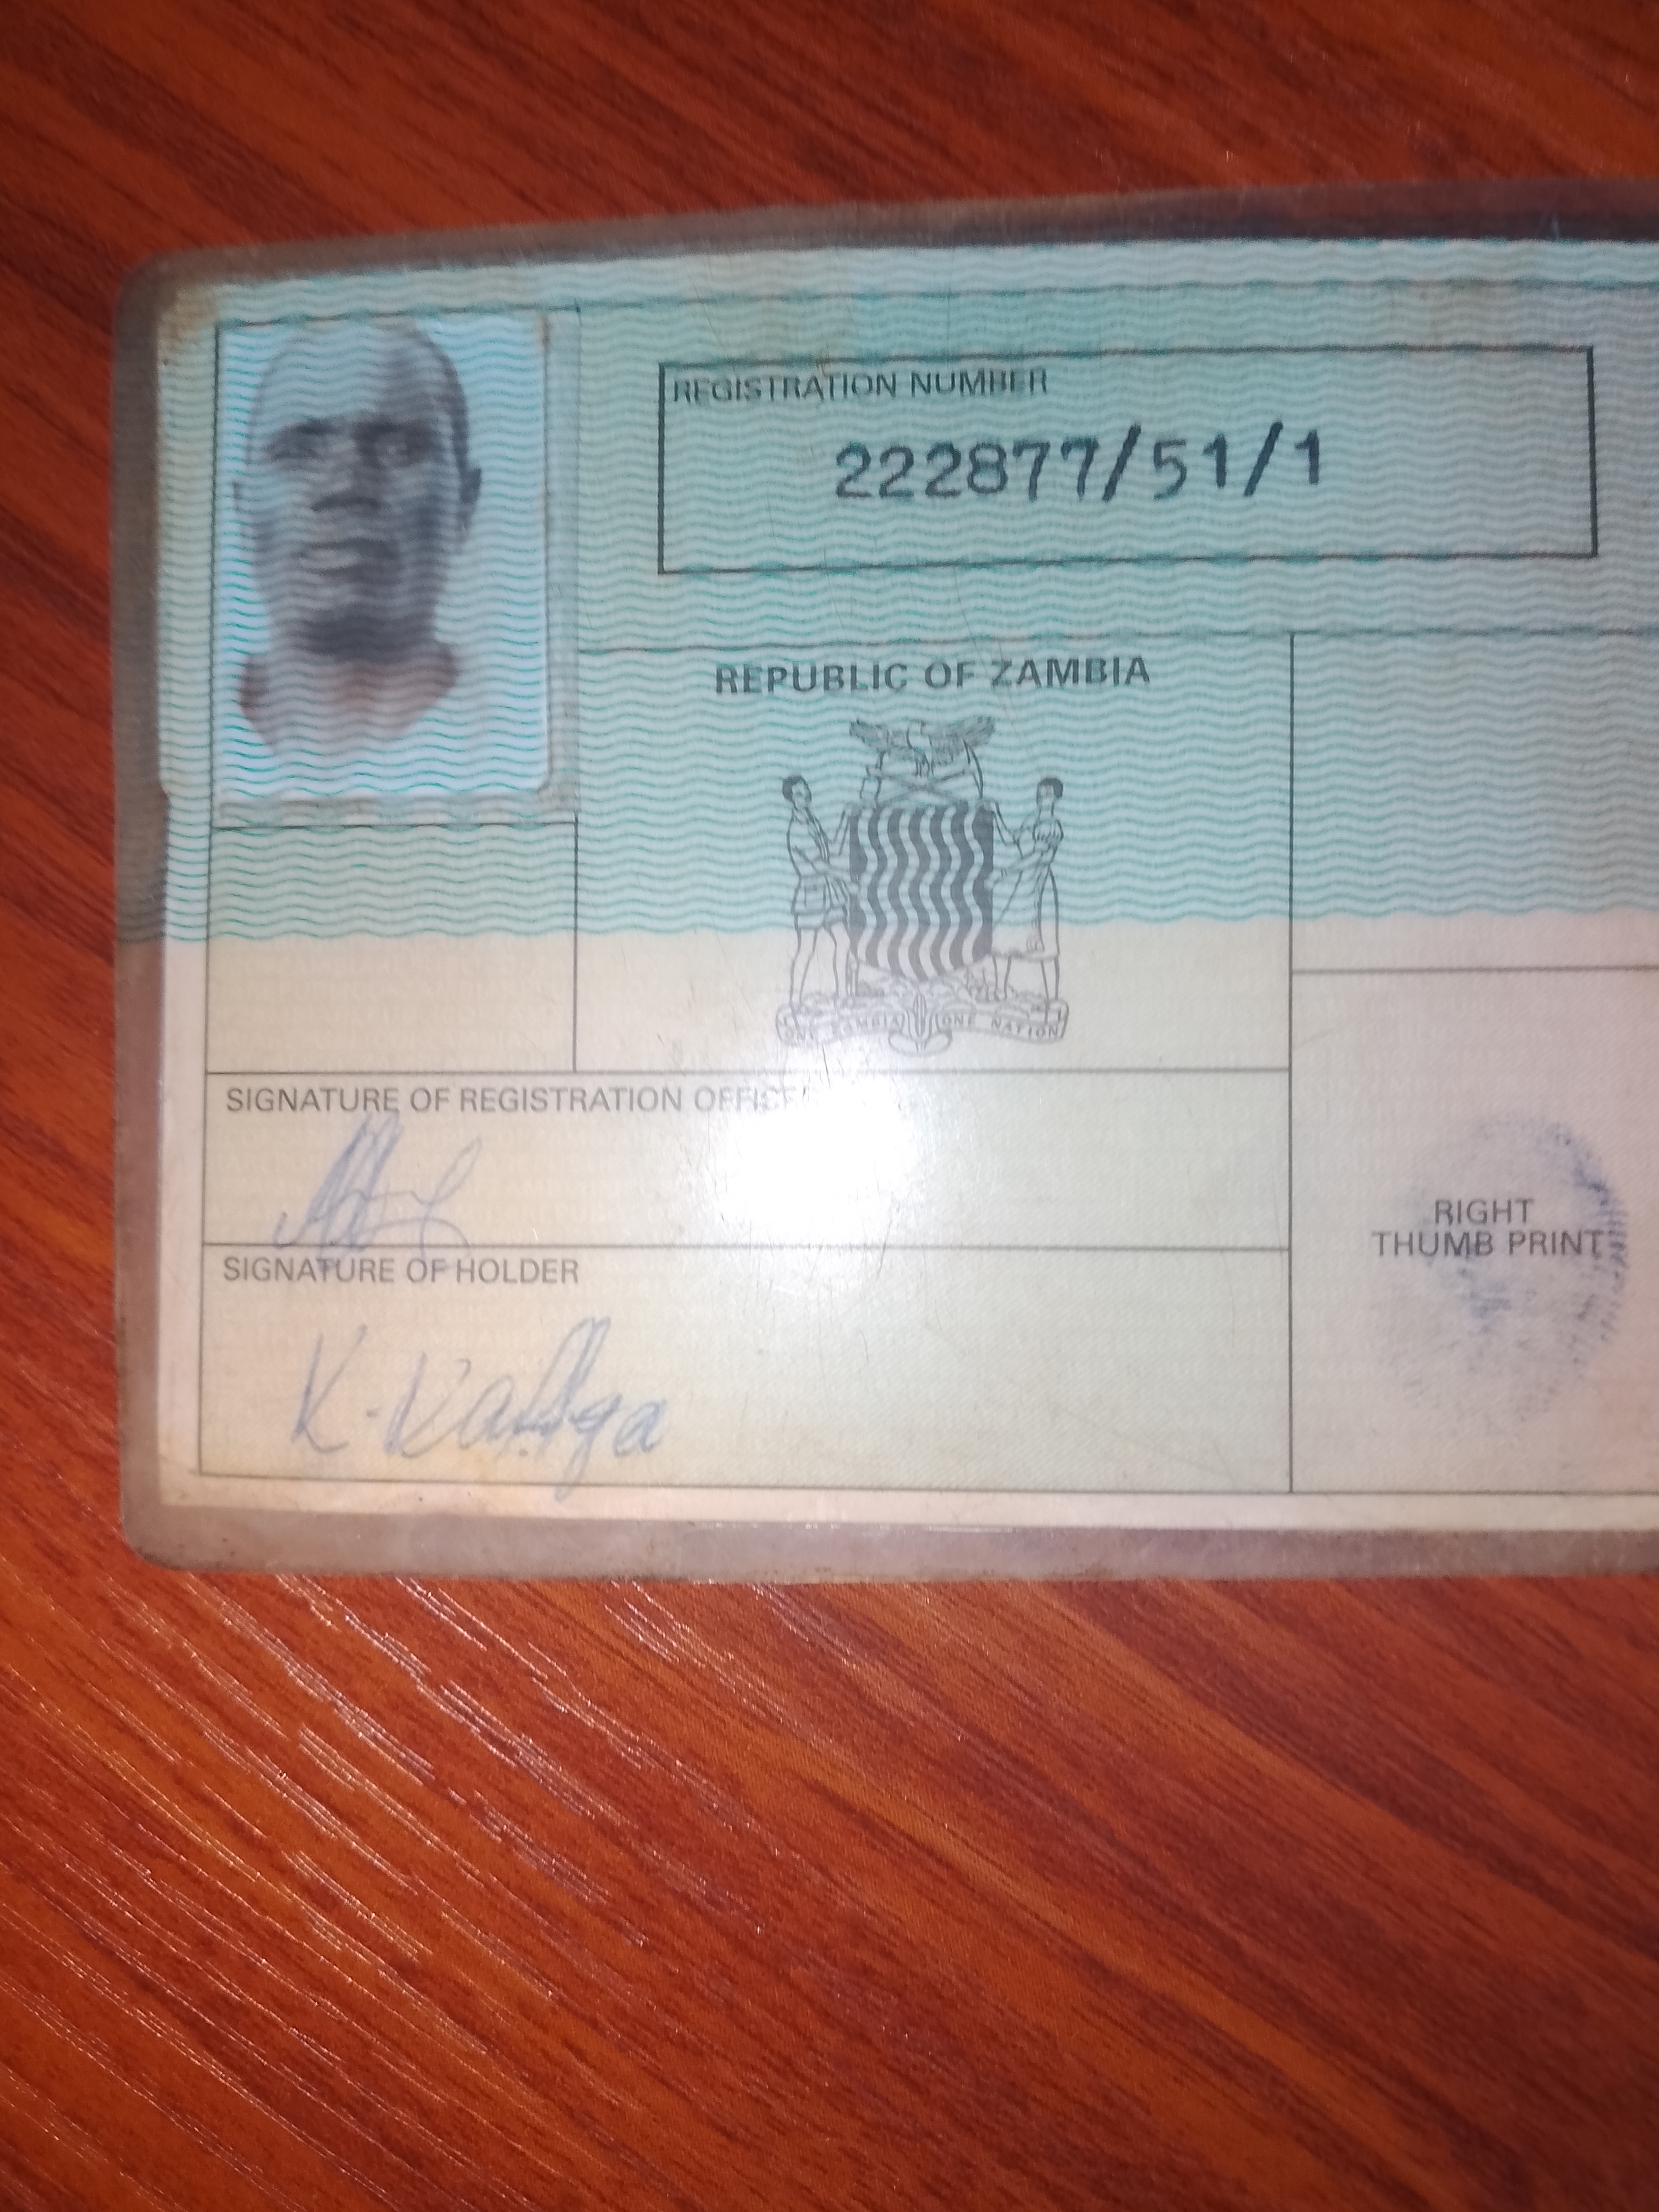 REGISTRATION NUMBER
222877/51/1
REPUBLIC OF ZAMBIA
ONE ZAMBIA ONE NATION
SIGNATURE OF REGISTRATION
SIGNATURE OF HOLDER
K.
RIGHT
THUMB PRINT